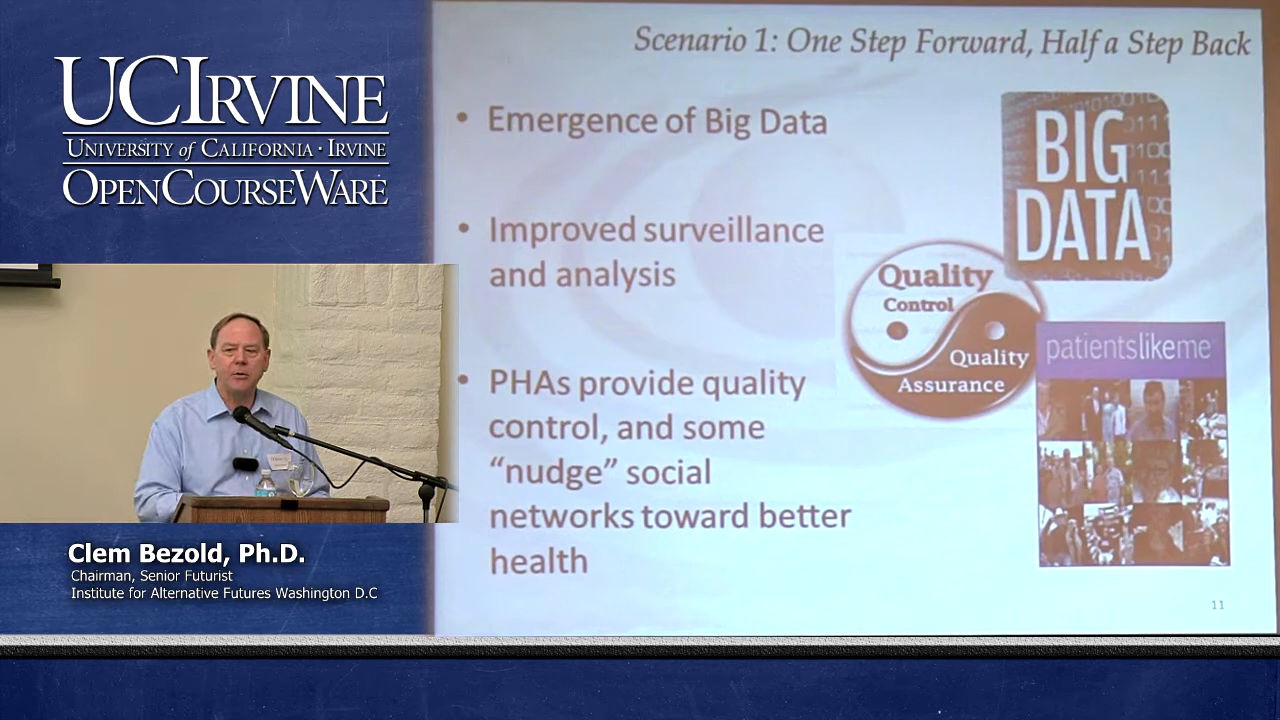 UCIRVINE
UNIVERSITY of CALIFORNIA · IRVINE
OPENCOURSEWARE
Clem Bezold, Ph.D.
Chairman, Senior Futurist
Institute for Alternative Futures Washington D.C
Scenario 1: One Step Forward, Half a Step Back
• Emergence of Big Data
• Improved surveillance
and analysis
• PHAs provide quality
control, and some
“nudge” social
networks toward better
health
BIG
DATA
Quality
Control
Quality
Assurance
patientslikeme
11